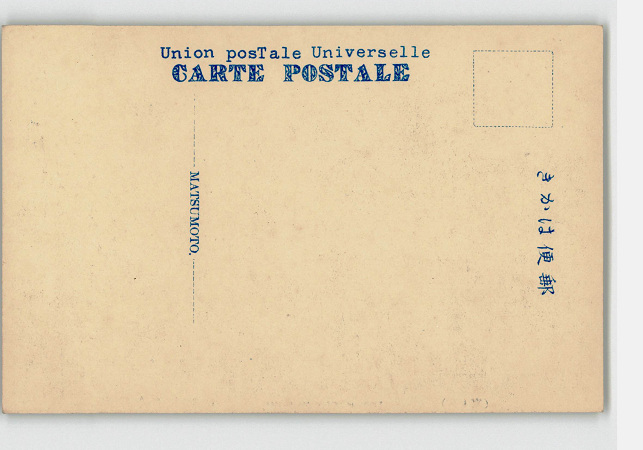 Union posTale Universelle
CARTE POSTALE
MATSUMOTO.
きかは便郵